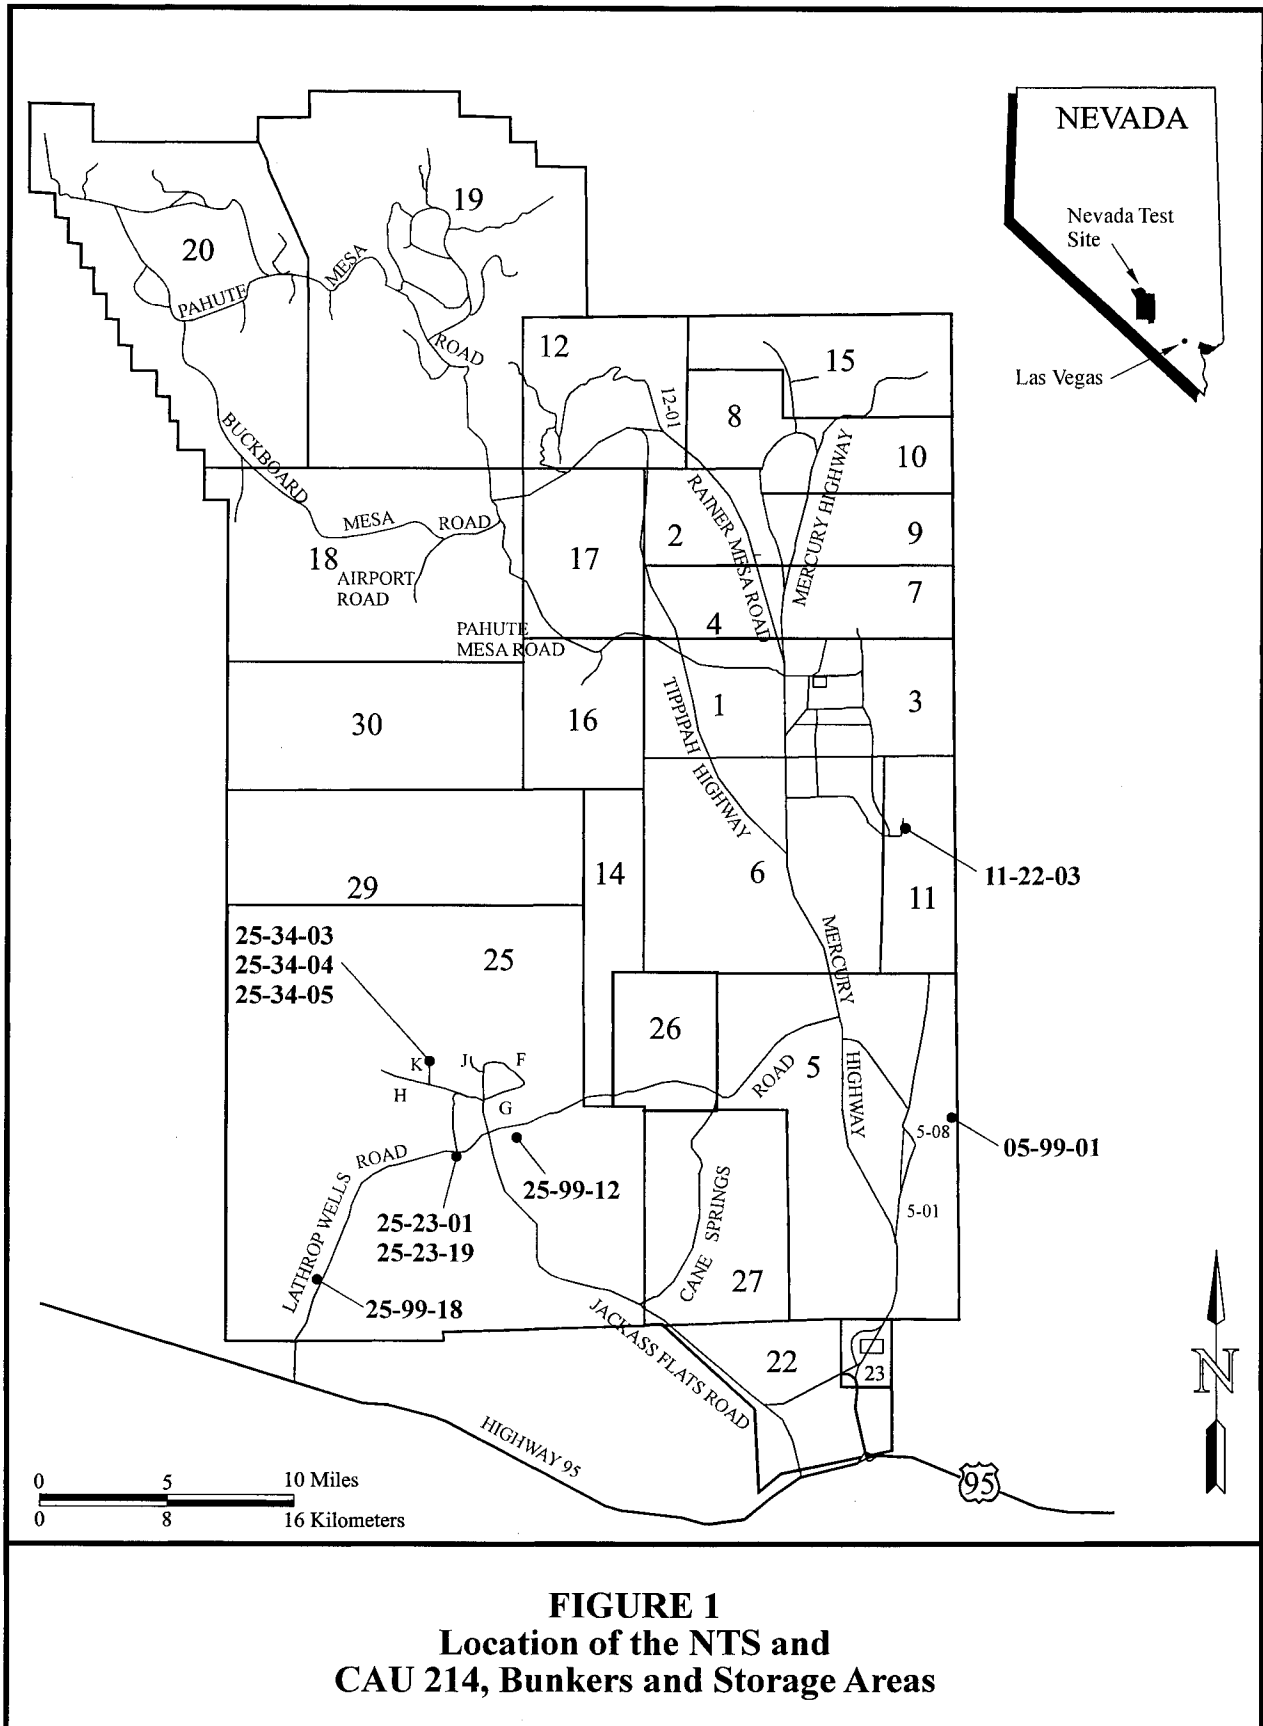 NEVADA
Nevada Test
Site
Las Vegas
19
20
PAHUTE
MESA
ROAD
12
15
12-01
8
10
BUCKBOARD
MESA
ROAD
RAINER MESA ROAD
MERCURY HIGHWAY
2
9
17
18
AIRPORT
ROAD
7
4
PAHUTE
MESA ROAD
TIPPIPAH HIGHWAY
1
3
16
30
14
6
11-22-03
29
11
25-34-03
25-34-04
25-34-05
25
MERCURY
HIGHWAY
26
5
ROAD
K
J
F
H
G
5-08
05-99-01
LATHROP WELLS
ROAD
25-99-12
CANE SPRINGS
5-01
25-23-01
25-23-19
27
25-99-18
JACKASS FLATS ROAD
22
23
N
HIGHWAY 95
95
0 5 10 Miles
0 8 16 Kilometers
FIGURE 1
Location of the NTS and
CAU 214, Bunkers and Storage Areas